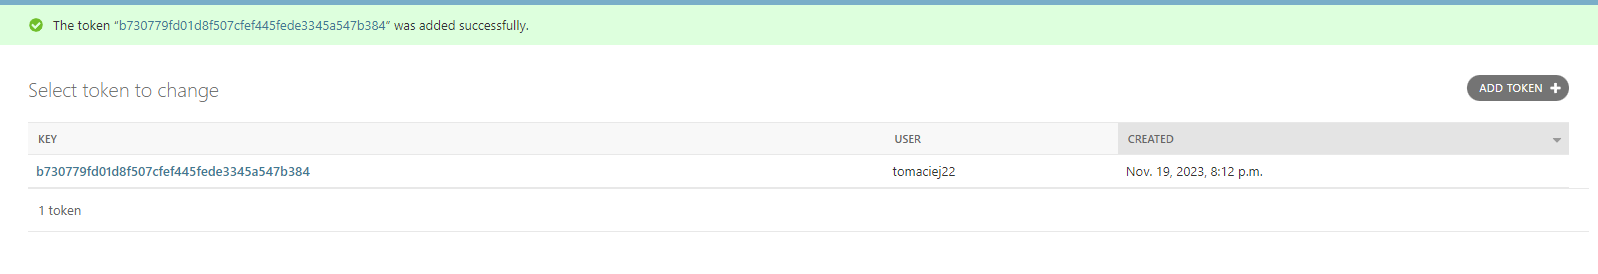 The token “b730779fd01d8f507cfef445fede3345a547b384” was added successfully.
Select token to change
ADD TOKEN
KEY USER CREATED
b730779fd01d8f507cfef445fede3345a547b384 tomaciej22 Nov. 19, 2023, 8:12 p.m.
1 token